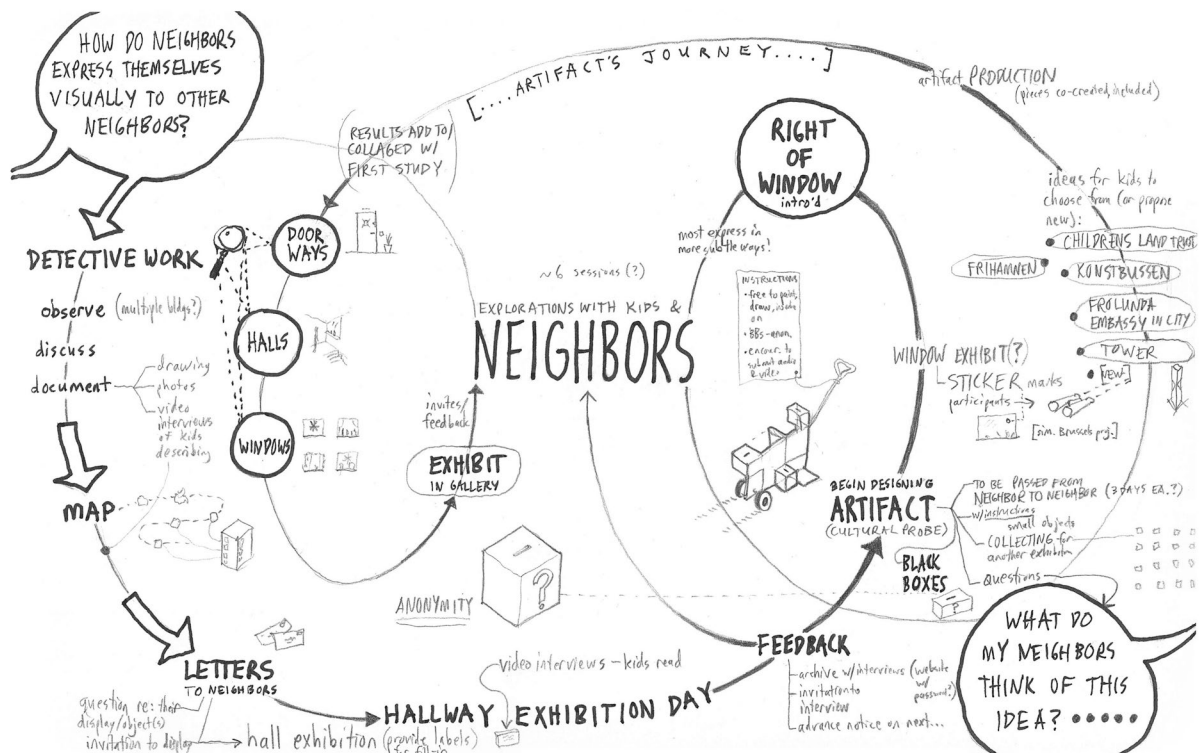 HOW DO NEIGHBORS
EXPRESS THEMSELVES
VISUALLY TO OTHER
NEIGHBORS?
[....ARTIFACT'S JOURNEY....]
artifact PRODUCTION
(pieces co-created, included)
(RESULTS ADD TO/
COLLAGED W/
FIRST STUDY)
RIGHT
OF
WINDOW
intro'd
ideas for kids to
choose from (or propose
new):
CHILDRENS LAND TRUST
FRIHAMNEN
KONSTBUSSEN
FROLUNDA
EMBASSY IN CITY
TOWER
[NEW]
DETECTIVE WORK
observe (multiple bldgs?)
discuss
document
drawing
photos
video
interviews
of kids
describing
DOOR
WAYS
HALLS
WINDOWS
most express in
more subtle ways!
~6 sessions(?)
EXPLORATIONS WITH KIDS &
NEIGHBORS
INSTRUCTIONS
• free to paint,
draw,
on
• BBs-anon.
• encour. to
submit audio
& video
WINDOW EXHIBIT(?)
STICKER marks
participants
[sim. Brussels proj.]
invites/
feedback
EXHIBIT
IN GALLERY
MAP
BEGIN DESIGNING
ARTIFACT
(CULTURAL PROBE)
TO BE PASSED FROM
NEIGHBOR TO NEIGHBOR (3 DAYS EA.?)
w/instructions
small objects
COLLECTING for
another exhibition
questions
BLACK
BOXES
?
ANONYMITY
?
LETTERS
TO NEIGHBORS
question re: their
display/object(s)
invitation to display
hall exhibition (provide labels)
HALLWAY EXHIBITION DAY
video interviews - kids read
FEEDBACK
archive w/interviews (website
w/
password?)
invitation to
interview
advance notice on next...
WHAT DO
MY NEIGHBORS
THINK OF THIS
IDEA? •••••